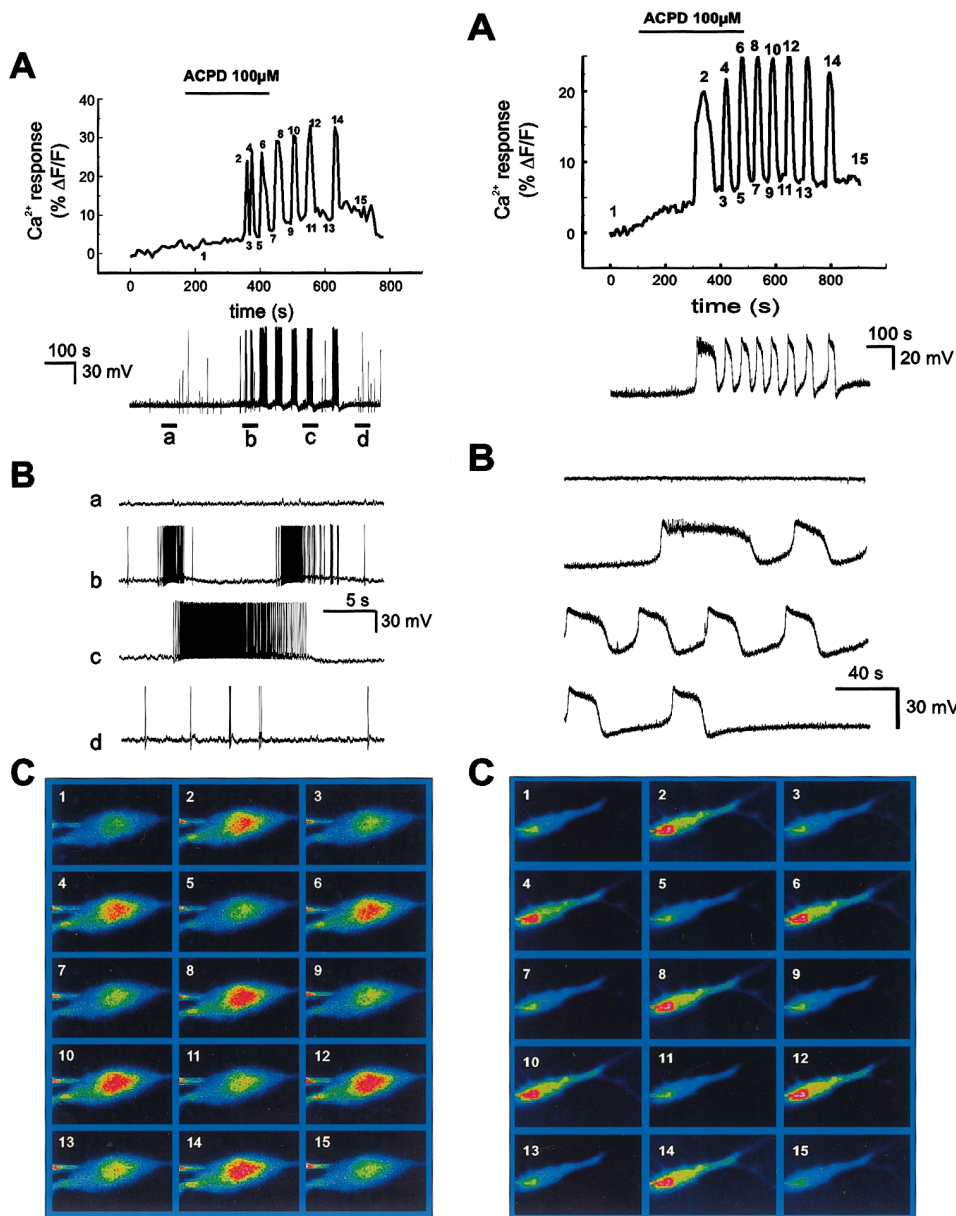 A
ACPD 100µM
Ca2+ response
(% ΔF/F)
40
30
20
10
0
1
2
3
4
5
6
7
8
9
10
11
12
13
14
15
0
200
400
600
800
time (s)
100 s
30 mV
a
b
c
d
B
a
b
5 s
30 mV
c
d
C
1
2
3
4
5
6
7
8
9
10
11
12
13
14
15
A
ACPD 100µM
Ca2+ response
(% ΔF/F)
20
10
0
1
2
3
4
5
6
7
8
9
10
11
12
13
14
15
0
200
400
600
800
time (s)
100 s
20 mV
B
40 s
30 mV
C
1
2
3
4
5
6
7
8
9
10
11
12
13
14
15